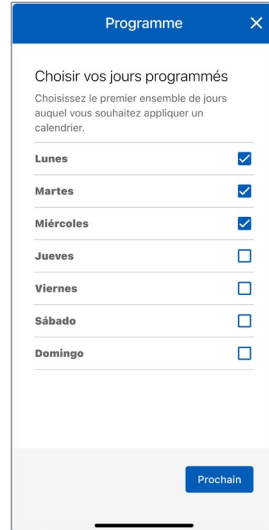 Programme
Choisir vos jours programmés
Choisissez le premier ensemble de jours
auquel vous souhaitez appliquer un
calendrier.
Lunes
Martes
Miércoles
Jueves
Viernes
Sábado
Domingo
Prochain